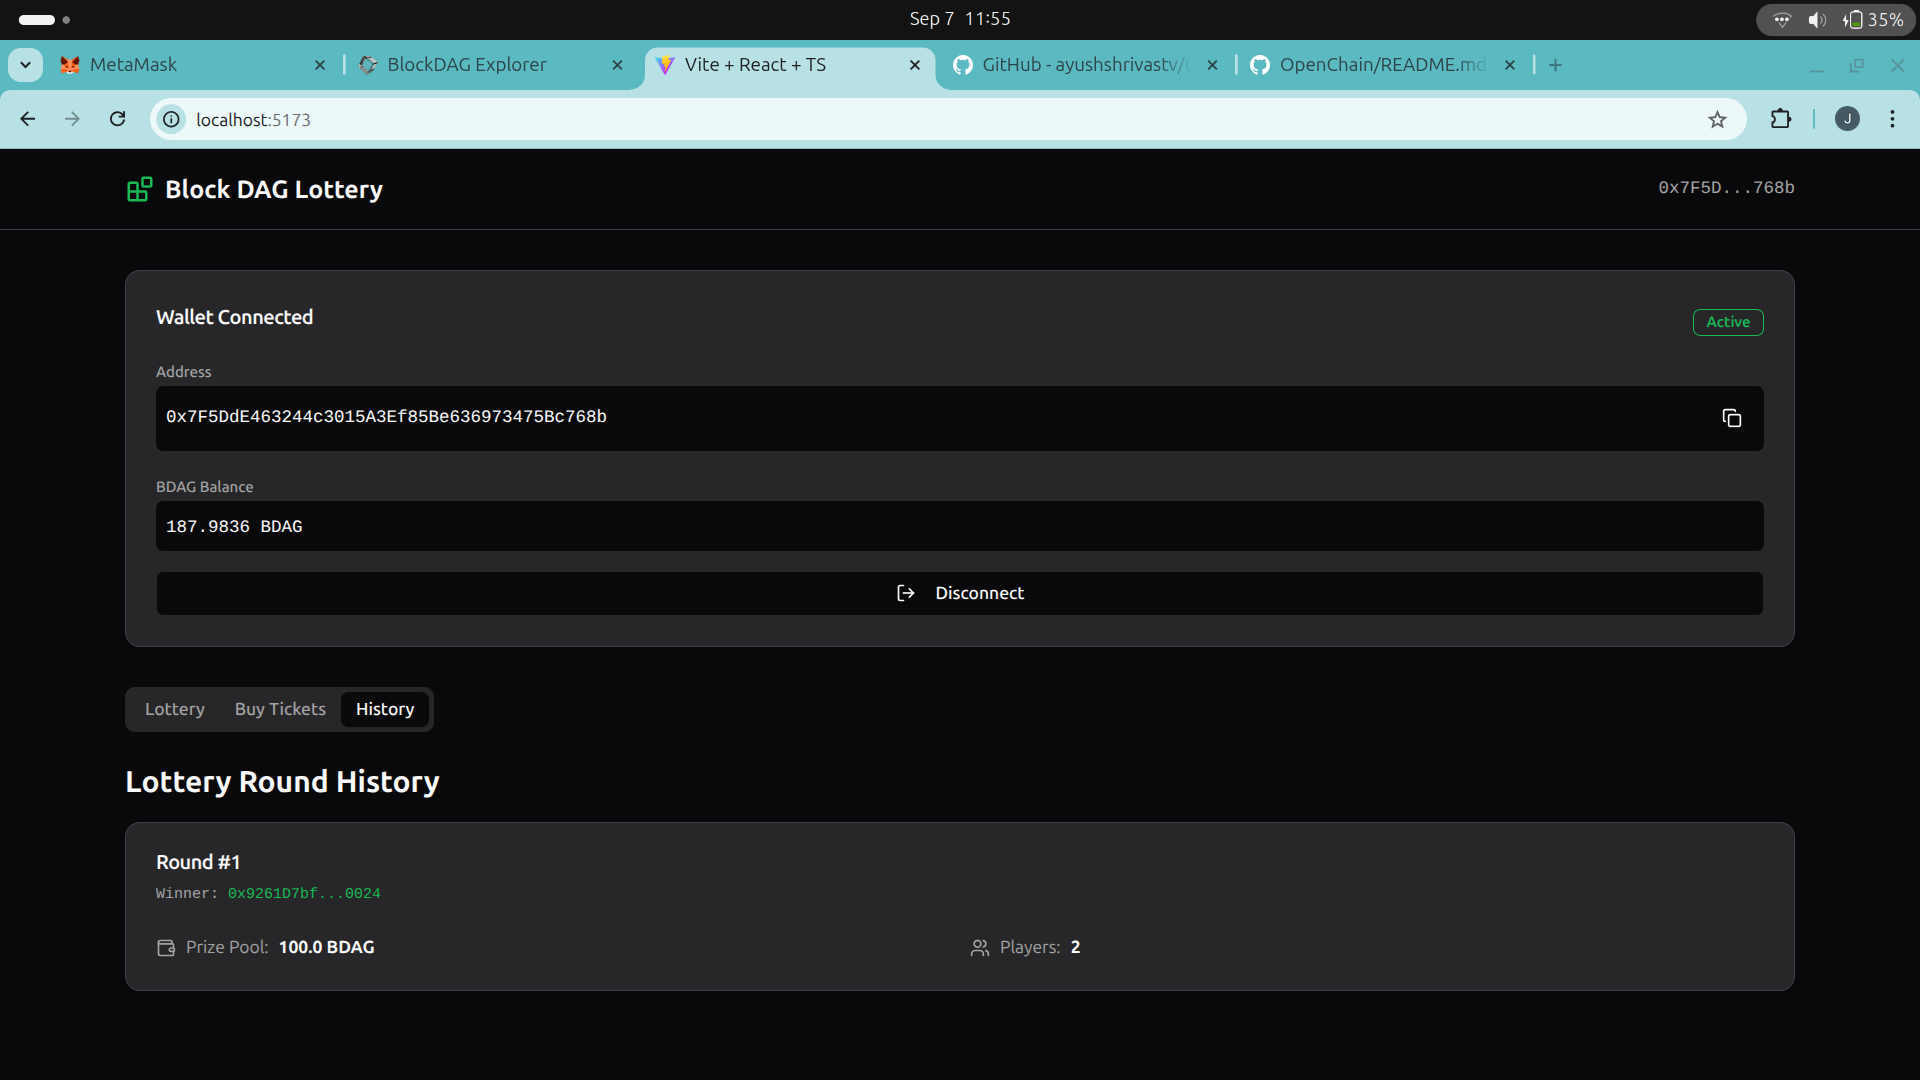 Sep 7 11:55
35%
MetaMask
BlockDAG Explorer
Vite + React + TS
GitHub - ayushshrivastv/
OpenChain/README.md
localhost:5173
J
Block DAG Lottery
0x7F5D...768b
Wallet Connected
Active
Address
0x7F5DdE463244c3015A3Ef85Be636973475Bc768b
BDAG Balance
187.9836 BDAG
Disconnect
Lottery
Buy Tickets
History
Lottery Round History
Round #1
Winner: 0x9261D7bf...0024
Prize Pool: 100.0 BDAG
Players: 2